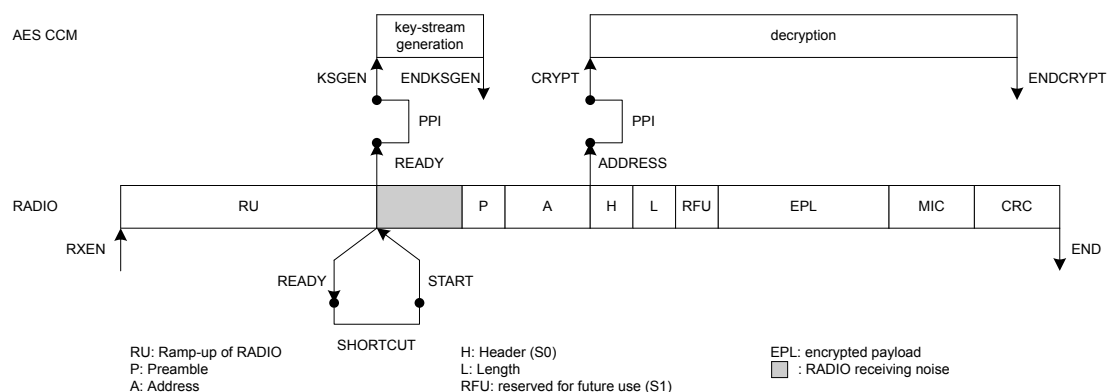 AES CCM
key-stream
generation
decryption
KSGEN
ENDKSGEN
CRYPT
ENDCRYPT
PPI
PPI
READY
ADDRESS
RADIO
RU
P
A
H
L
RFU
EPL
MIC
CRC
RXEN
END
READY
START
SHORTCUT
RU: Ramp-up of RADIO
P: Preamble
A: Address
H: Header (S0)
L: Length
RFU: reserved for future use (S1)
EPL: encrypted payload
: RADIO receiving noise